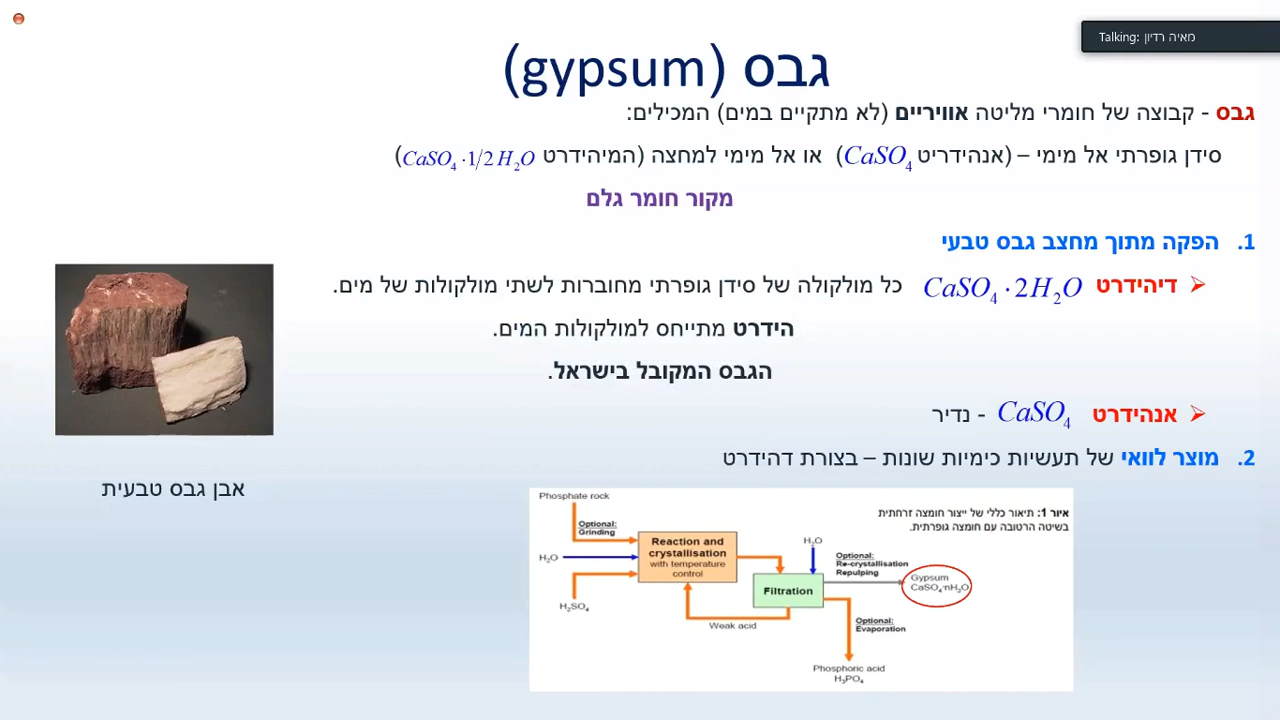 Talking: מאיה רדיון
גבס (gypsum)
גבס - קבוצה של חומרי מליטה אוויריים (לא מתקיים במים) המכילים:
סידן גופרתי אל מימי – (אנהידריט CaSO₄) או אל מימי למחצה (המיהידרט CaSO₄·1/2H₂O)
מקור חומר גלם
1. הפקה מתוך מחצב גבס טבעי
➢ דיהידרט CaSO₄·2H₂O כל מולקולה של סידן גופרתי מחוברות לשתי מולקולות של מים.
הידרט מתייחס למולקולות המים.
הגבס המקובל בישראל.
➢ אנהידרט CaSO₄ - נדיר
2. מוצר לוואי של תעשיות כימיות שונות – בצורת דהידרט
אבן גבס טבעית
איור 1: תיאור כללי של ייצור חומצה זרחתית
בשיטה הרטובה עם חומצה גופרתית.
Phosphate rock
Optional:
Grinding
H₂O
H₂SO₄
Reaction and
crystallisation
with temperature
control
H₂O
Filtration
Weak acid
Optional:
Re-crystallisation
Repulping
Gypsum
CaSO₄·nH₂O
Optional:
Evaporation
Phosphoric acid
H₃PO₄